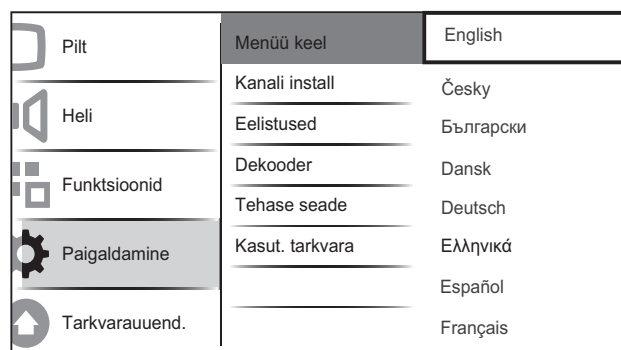 Pilt
Heli
Funktsioonid
Paigaldamine
Tarkvarauuend.
Menüü keel
Kanali install
Eelistused
Dekooder
Tehase seade
Kasut. tarkvara
English
Česky
Български
Dansk
Deutsch
Ελληνικά
Español
Français